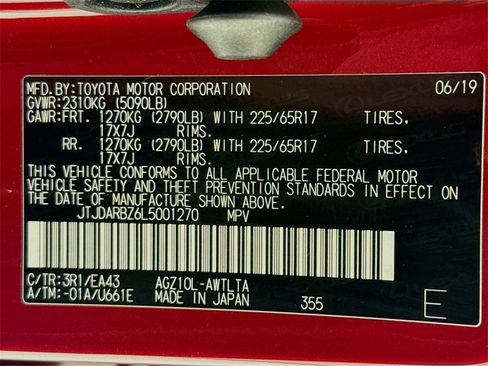 MFD.BY:TOYOTA MOTOR CORPORATION 06/19
GVWR:2310KG (5090LB)
GAWR:FRT. 1270KG (2790LB) WITH 225/65R17 TIRES,
17X7J RIMS.
RR. 1270KG (2790LB) WITH 225/65R17 TIRES,
17X7J RIMS.
THIS VEHICLE CONFORMS TO ALL APPLICABLE FEDERAL MOTOR
VEHICLE SAFETY AND THEFT PREVENTION STANDARDS IN EFFECT ON
THE DATE OF MANUFACTURE SHOWN ABOVE.
JTJDARBZ6L5001270 MPV
C/TR:3R1/EA43 AGZ10L-AWTLTA
A/TM:-01A/U661E MADE IN JAPAN 355 E